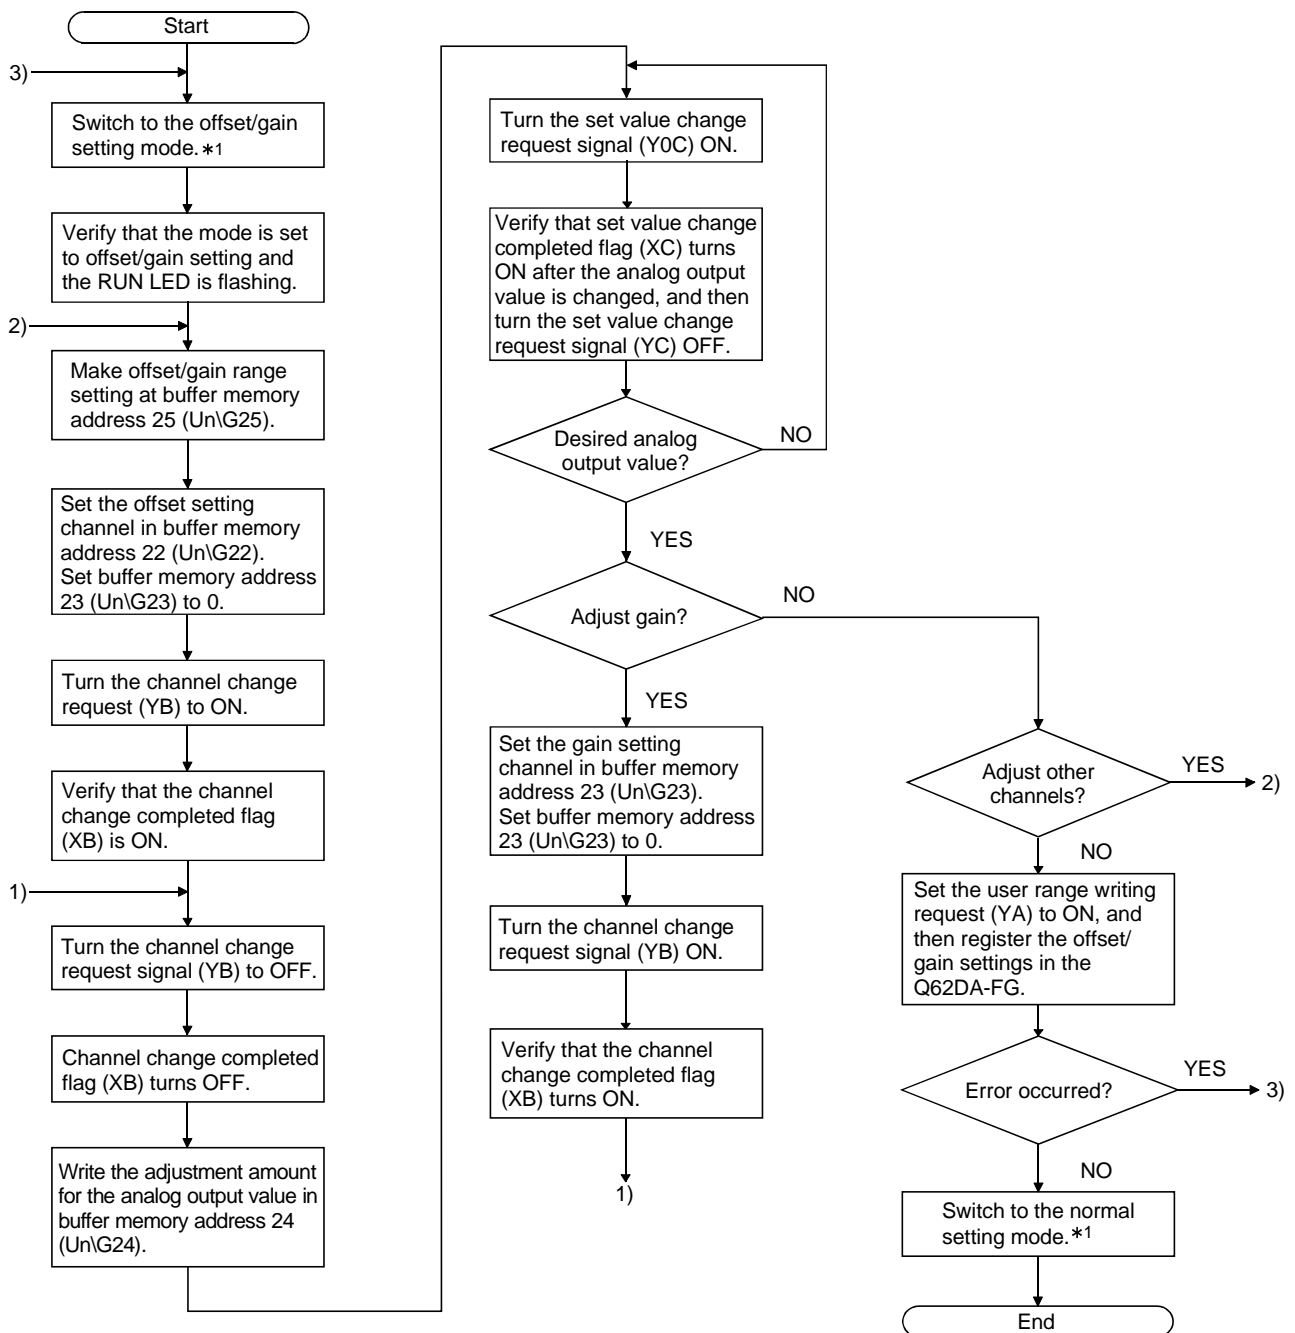 Start
3)
Switch to the offset/gain
setting mode.*1
Verify that the mode is set
to offset/gain setting and
the RUN LED is flashing.
2)
Make offset/gain range
setting at buffer memory
address 25 (Un\G25).
Set the offset setting
channel in buffer memory
address 22 (Un\G22).
Set buffer memory address
23 (Un\G23) to 0.
Turn the channel change
request (YB) to ON.
Verify that the channel
change completed flag
(XB) is ON.
1)
Turn the channel change
request signal (YB) to OFF.
Channel change completed
flag (XB) turns OFF.
Write the adjustment amount
for the analog output value in
buffer memory address 24
(Un\G24).
Turn the set value change
request signal (Y0C) ON.
Verify that set value change
completed flag (XC) turns
ON after the analog output
value is changed, and then
turn the set value change
request signal (YC) OFF.
Desired analog
output value?
NO
YES
Adjust gain?
NO
YES
Set the gain setting
channel in buffer memory
address 23 (Un\G23).
Set buffer memory address
23 (Un\G23) to 0.
Turn the channel change
request signal (YB) ON.
Verify that the channel
change completed flag
(XB) turns ON.
1)
Adjust other
channels?
YES
2)
NO
Set the user range writing
request (YA) to ON, and
then register the offset/
gain settings in the
Q62DA-FG.
Error occurred?
YES
3)
NO
Switch to the normal
setting mode.*1
End